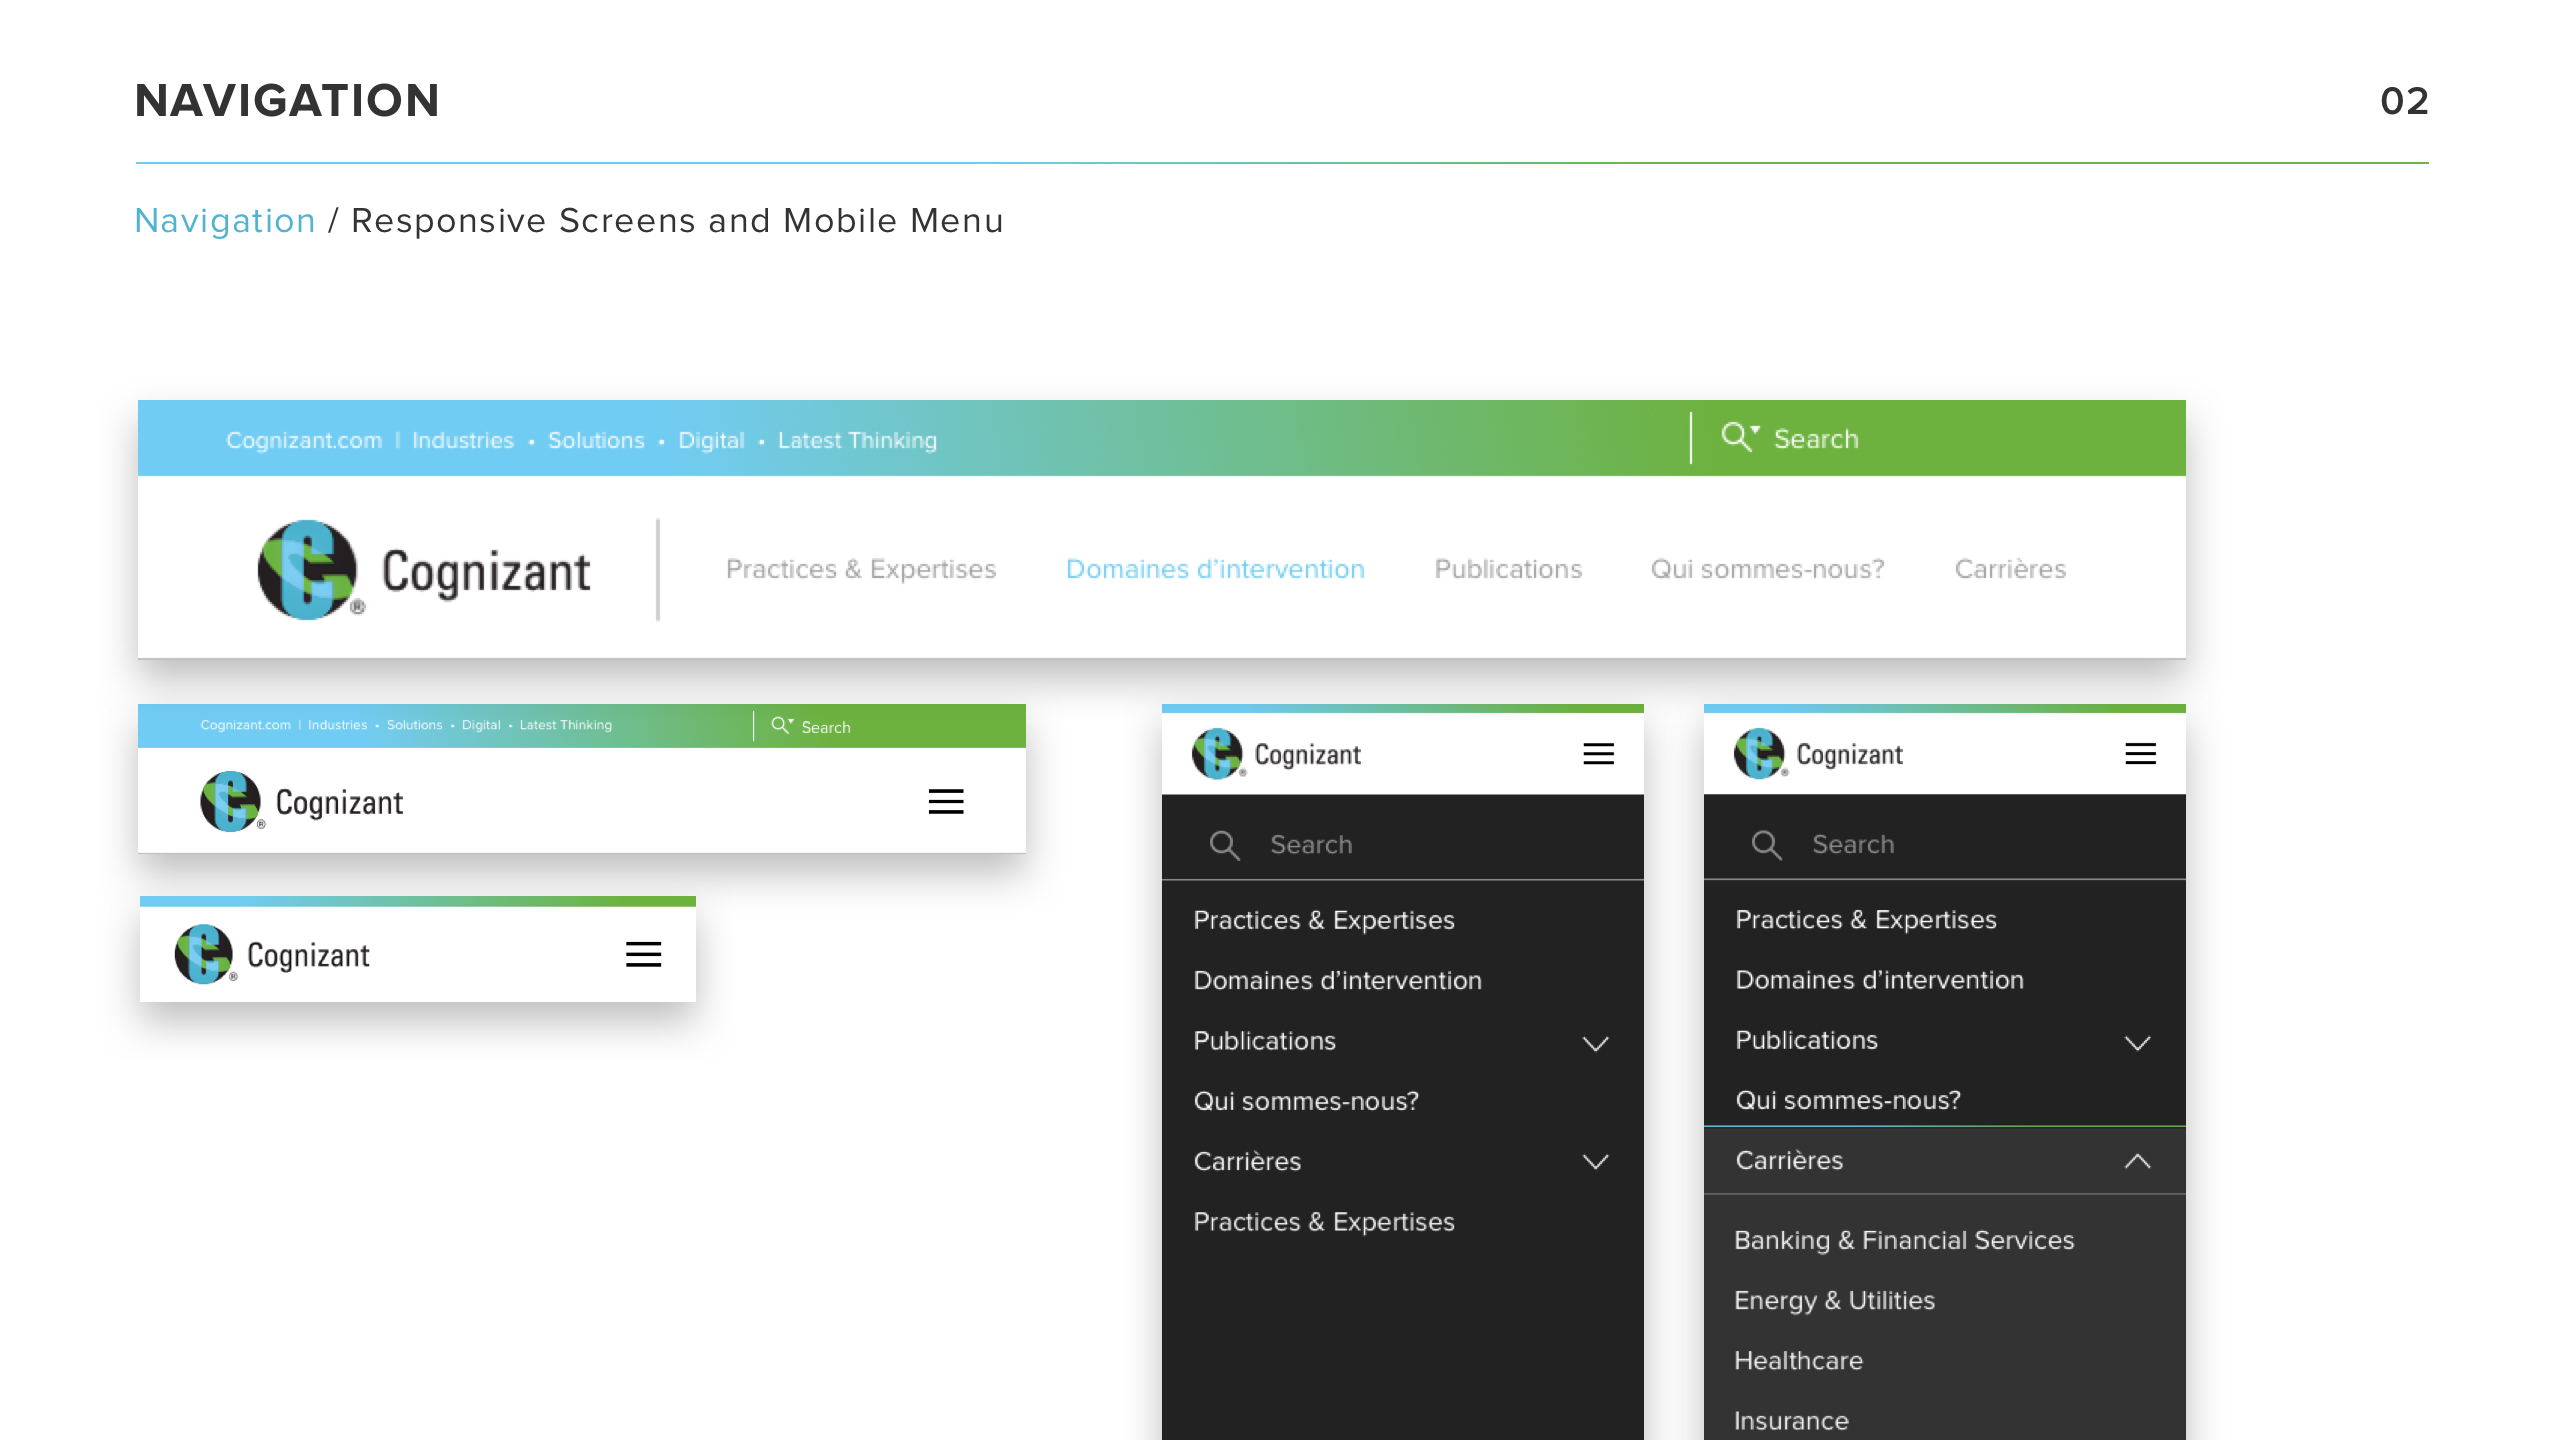 NAVIGATION
02
Navigation / Responsive Screens and Mobile Menu
Cognizant.com | Industries • Solutions • Digital • Latest Thinking
Search
Cognizant®
Practices & Expertises
Domaines d’intervention
Publications
Qui sommes-nous?
Carrières
Cognizant.com | Industries • Solutions • Digital • Latest Thinking
Search
Cognizant®
Cognizant®
Cognizant®
Search
Practices & Expertises
Domaines d’intervention
Publications
Qui sommes-nous?
Carrières
Practices & Expertises
Cognizant®
Search
Practices & Expertises
Domaines d’intervention
Publications
Qui sommes-nous?
Carrières
Banking & Financial Services
Energy & Utilities
Healthcare
Insurance